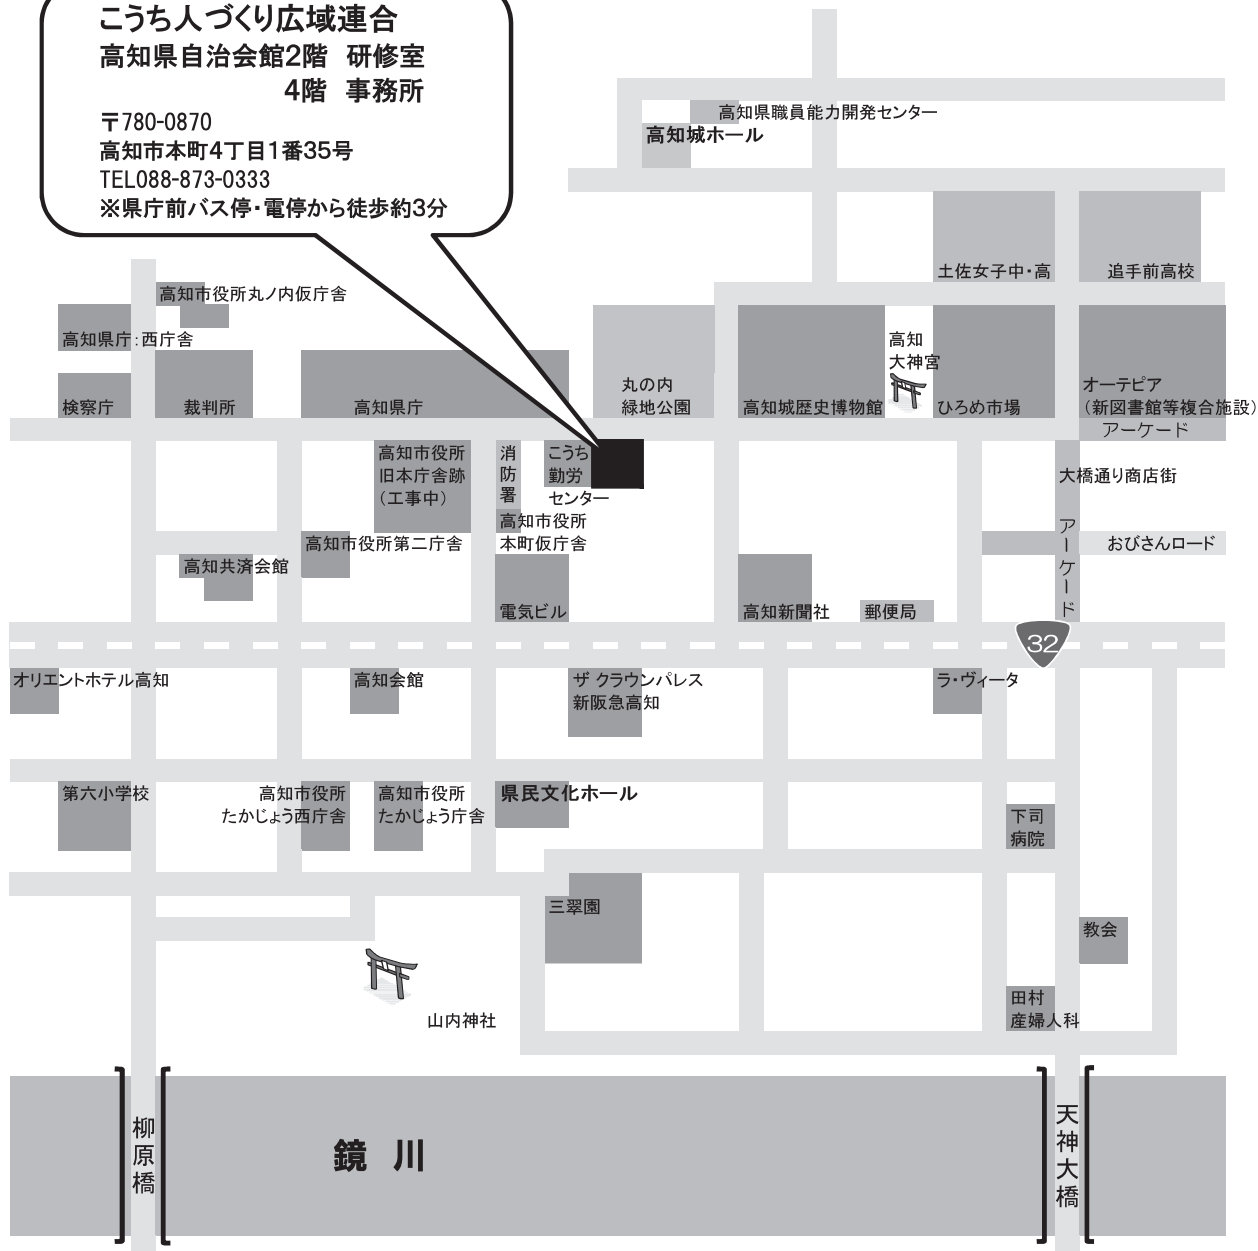 こうち人づくり広域連合
高知県自治会館2階 研修室
4階 事務所
〒780-0870
高知市本町4丁目1番35号
TEL088-873-0333
※県庁前バス停・電停から徒歩約3分
高知県職員能力開発センター
高知城ホール
土佐女子中・高
追手前高校
高知市役所丸ノ内仮庁舎
高知県庁:西庁舎
検察庁
裁判所
高知県庁
丸の内
緑地公園
高知城歴史博物館
高知
大神宮
ひろめ市場
オーテピア
(新図書館等複合施設)
アーケード
高知市役所
旧本庁舎跡
(工事中)
消防署
こうち
勤労
センター
高知市役所
本町仮庁舎
大橋通り商店街
アーケード
おびさんロード
高知市役所第二庁舎
高知共済会館
電気ビル
高知新聞社
郵便局
32
オリエントホテル高知
高知会館
ザ クラウンパレス
新阪急高知
ラ・ヴィータ
第六小学校
高知市役所
たかじょう西庁舎
高知市役所
たかじょう庁舎
県民文化ホール
下司
病院
三翠園
教会
田村
産婦人科
山内神社
柳原橋
鏡 川
天神大橋